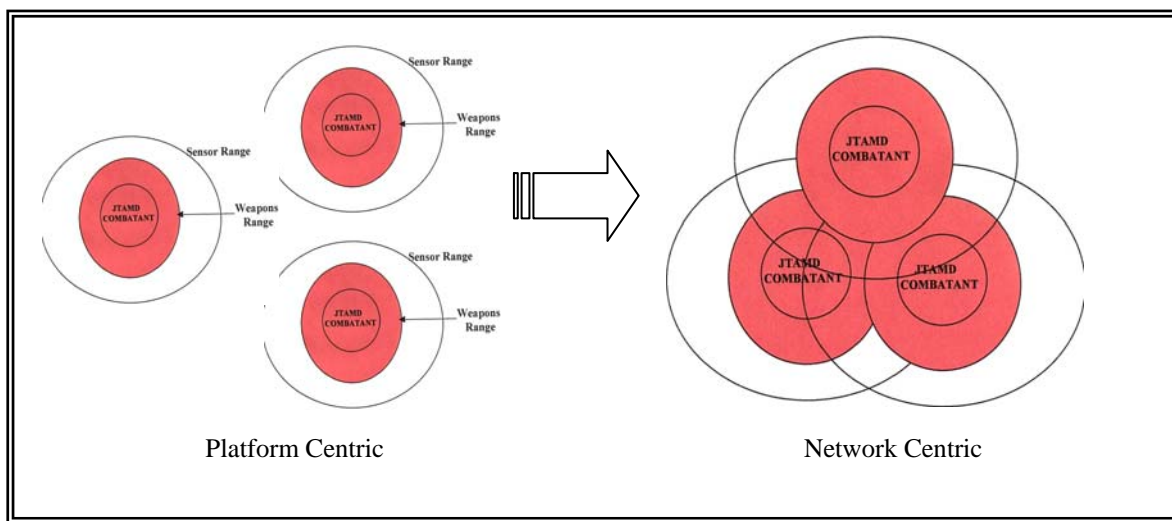 Sensor Range
JTAMD
COMBATANT
Weapons
Range
Sensor Range
JTAMD
COMBATANT
Weapons
Range
Sensor Range
JTAMD
COMBATANT
Weapons
Range
Platform Centric
JTAMD
COMBATANT
JTAMD
COMBATANT
JTAMD
COMBATANT
Network Centric